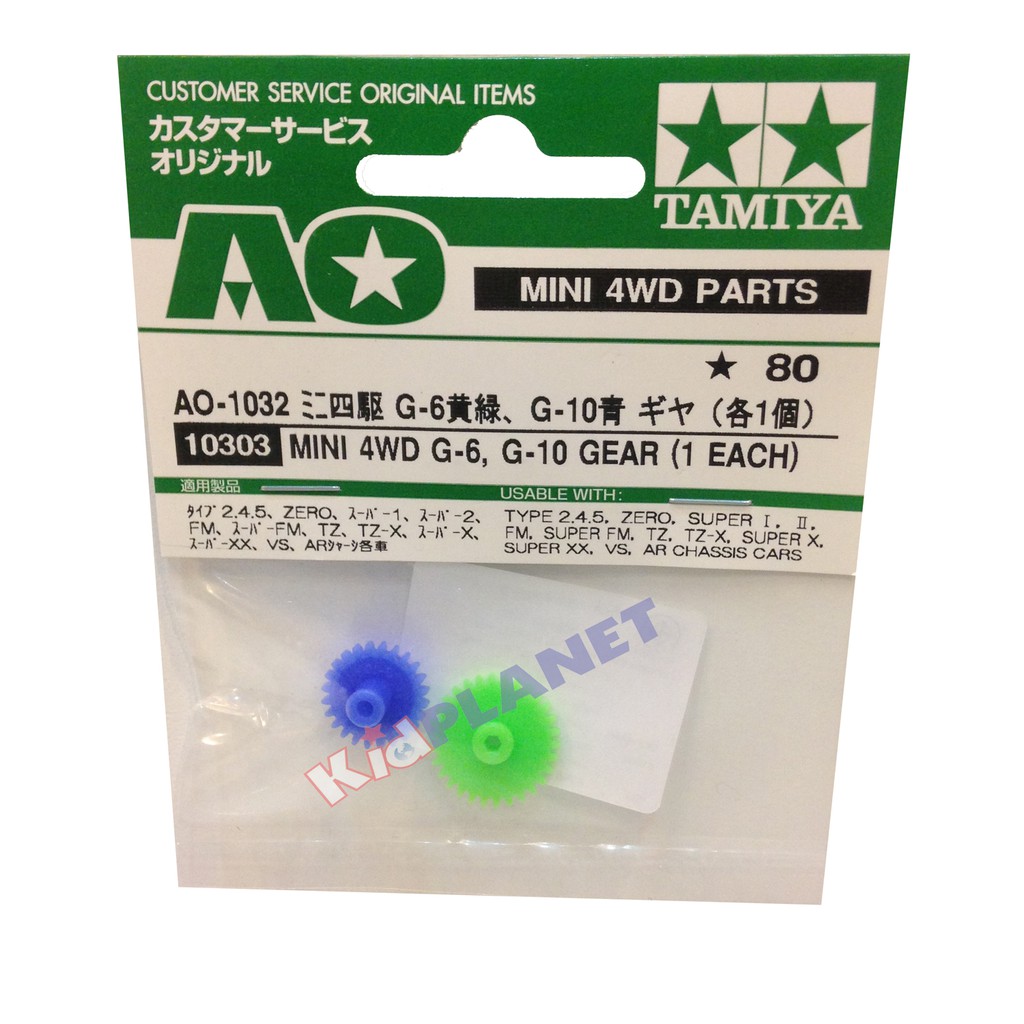 CUSTOMER SERVICE ORIGINAL ITEMS
カスタマーサービス
オリジナル
TAMIYA
AO
MINI 4WD PARTS
★ 80
AO-1032 ミニ四駆 G-6黄緑、G-10青 ギヤ (各1個)
10303 MINI 4WD G-6, G-10 GEAR (1 EACH)
適用製品
ﾀｲﾌﾟ 2.4.5、ZERO、ｽｰﾊﾟｰ-1、ｽｰﾊﾟｰ-2、
FM、ｽｰﾊﾟｰ-FM、TZ、TZ-X、ｽｰﾊﾟｰ-X、
ｽｰﾊﾟｰ-XX、VS、ARｼｬｰｼ各車
USABLE WITH:
TYPE 2.4.5. ZERO. SUPER Ⅰ. Ⅱ.
FM. SUPER FM. TZ. TZ-X. SUPER X.
SUPER XX. VS. AR CHASSIS CARS
KidPLANET